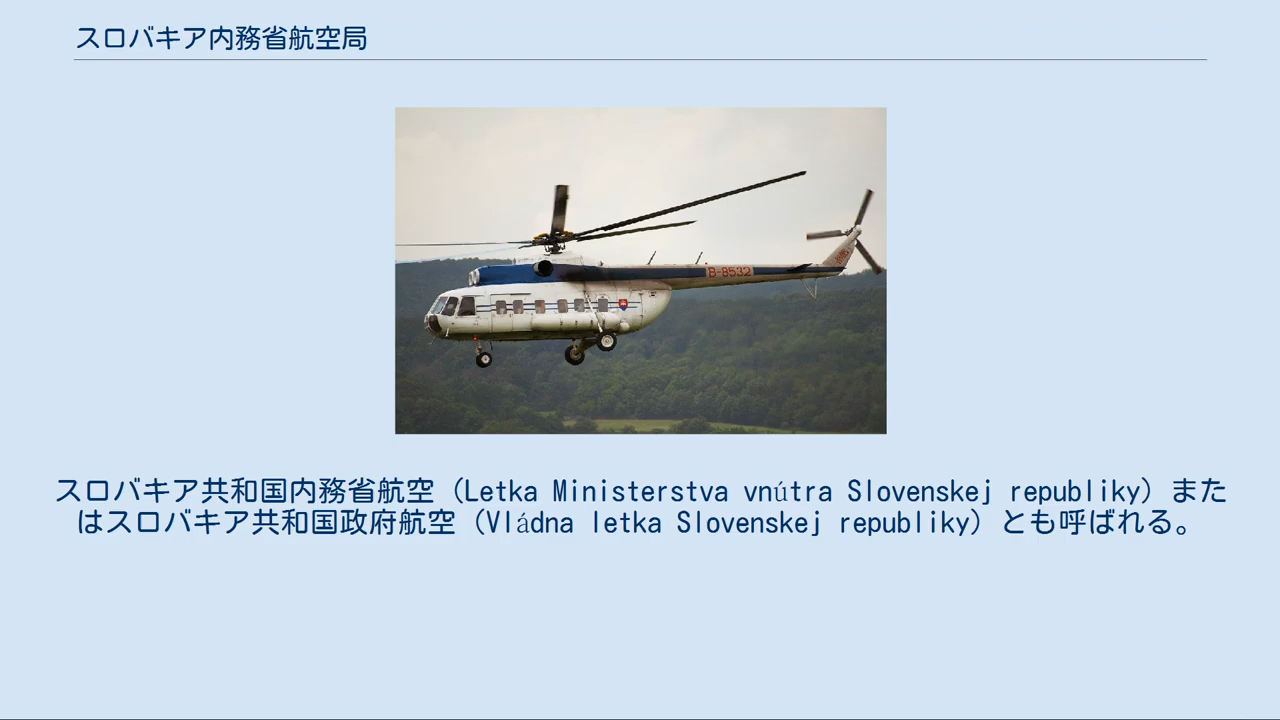 スロバキア内務省航空局
B-8532
スロバキア共和国内務省航空（Letka Ministerstva vnútra Slovenskej republiky）また
はスロバキア共和国政府航空（Vládna letka Slovenskej republiky）とも呼ばれる。